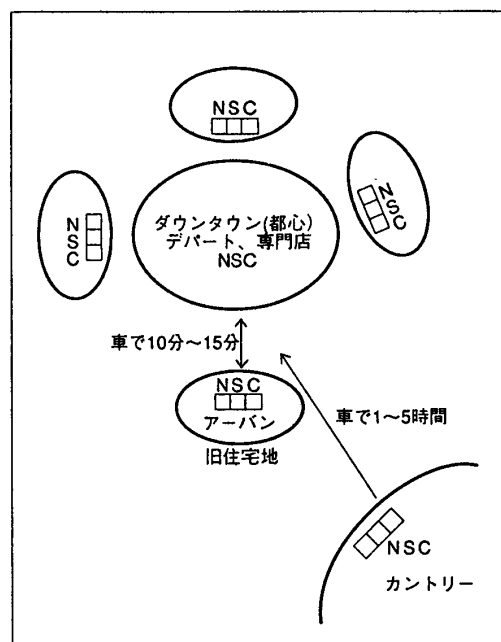 NSC
NSC
NSC
ダウンタウン(都心)
デパート、専門店
NSC
車で10分～15分
NSC
アーバン
旧住宅地
車で1～5時間
NSC
カントリー